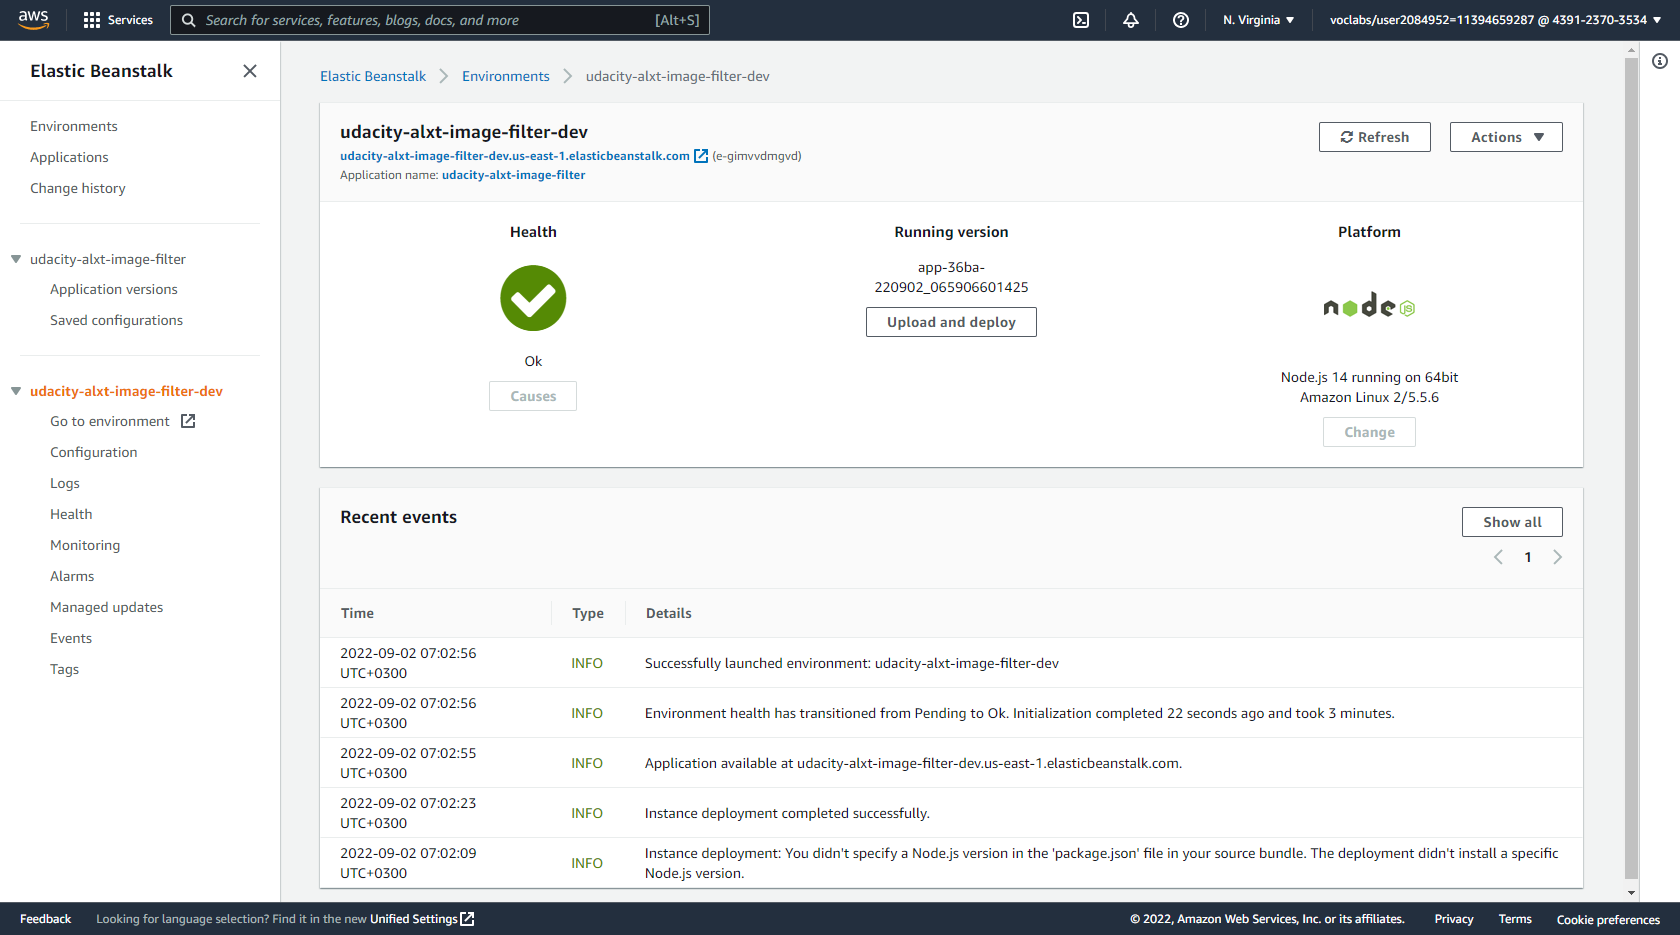 aws
Services
Search for services, features, blogs, docs, and more [Alt+S]
N. Virginia
voclabs/user2084952=11394659287 @ 4391-2370-3534
Elastic Beanstalk
Environments
Applications
Change history
udacity-alxt-image-filter
Application versions
Saved configurations
udacity-alxt-image-filter-dev
Go to environment
Configuration
Logs
Health
Monitoring
Alarms
Managed updates
Events
Tags
Elastic Beanstalk Environments udacity-alxt-image-filter-dev
udacity-alxt-image-filter-dev
udacity-alxt-image-filter-dev.us-east-1.elasticbeanstalk.com (e-gimvvdmgvd)
Application name: udacity-alxt-image-filter
Refresh
Actions
Health
Ok
Causes
Running version
app-36ba-
220902_065906601425
Upload and deploy
Platform
node JS
Node.js 14 running on 64bit
Amazon Linux 2/5.5.6
Change
Recent events
Show all
1
Time Type Details
2022-09-02 07:02:56
UTC+0300
INFO
Successfully launched environment: udacity-alxt-image-filter-dev
2022-09-02 07:02:56
UTC+0300
INFO
Environment health has transitioned from Pending to Ok. Initialization completed 22 seconds ago and took 3 minutes.
2022-09-02 07:02:55
UTC+0300
INFO
Application available at udacity-alxt-image-filter-dev.us-east-1.elasticbeanstalk.com.
2022-09-02 07:02:23
UTC+0300
INFO
Instance deployment completed successfully.
2022-09-02 07:02:09
UTC+0300
INFO
Instance deployment: You didn't specify a Node.js version in the 'package.json' file in your source bundle. The deployment didn't install a specific
Node.js version.
Feedback
Looking for language selection? Find it in the new Unified Settings
© 2022, Amazon Web Services, Inc. or its affiliates.
Privacy
Terms
Cookie preferences